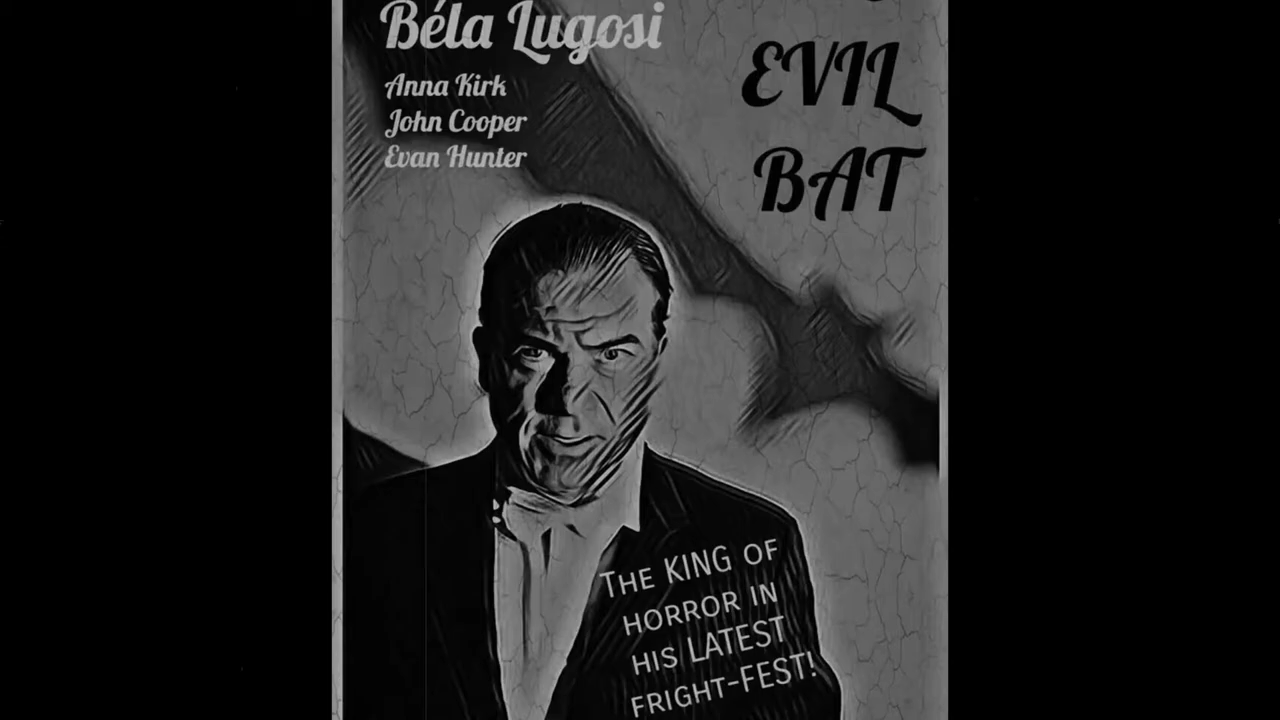 Béla Lugosi
Anna Kirk
John Cooper
Evan Hunter
EVIL
BAT
THE KING OF
HORROR IN
HIS LATEST
FRIGHT-FEST!